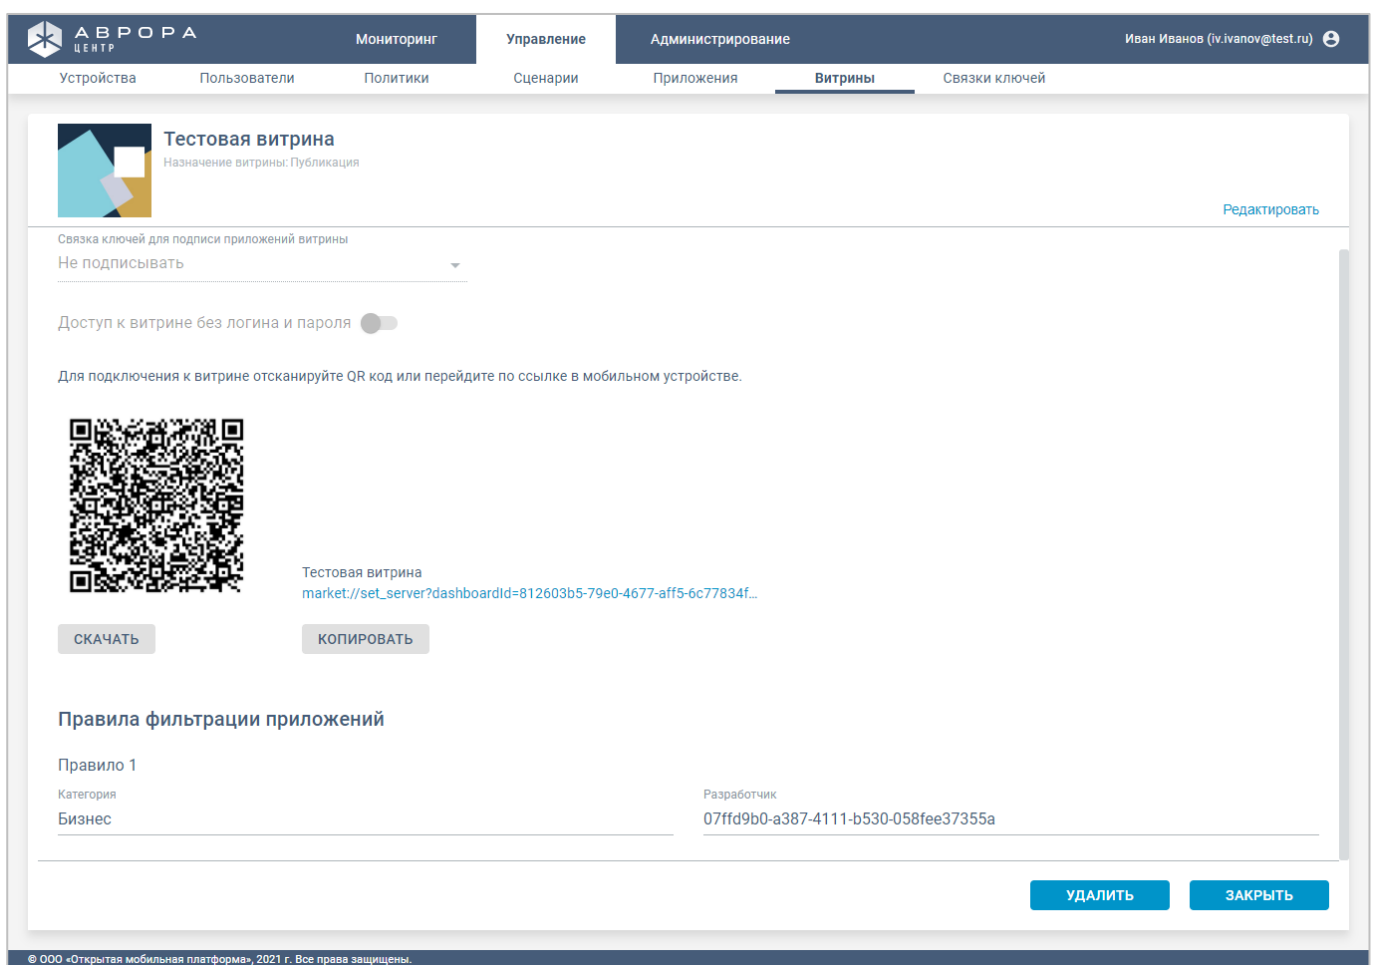 АВРОРА
ЦЕНТР
Мониторинг Управление Администрирование Иван Иванов (iv.ivanov@test.ru)
Устройства Пользователи Политики Сценарии Приложения Витрины Связки ключей
Тестовая витрина
Назначение витрины: Публикация
Редактировать
Связка ключей для подписи приложений витрины
Не подписывать
Доступ к витрине без логина и пароля
Для подключения к витрине отсканируйте QR код или перейдите по ссылке в мобильном устройстве.
Тестовая витрина
market://set_server?dashboardId=812603b5-79e0-4677-aff5-6c77834f...
СКАЧАТЬ КОПИРОВАТЬ
Правила фильтрации приложений
Правило 1
Категория Разработчик
Бизнес 07ffd9b0-a387-4111-b530-058fee37355a
УДАЛИТЬ ЗАКРЫТЬ
© ООО «Открытая мобильная платформа», 2021 г. Все права защищены.